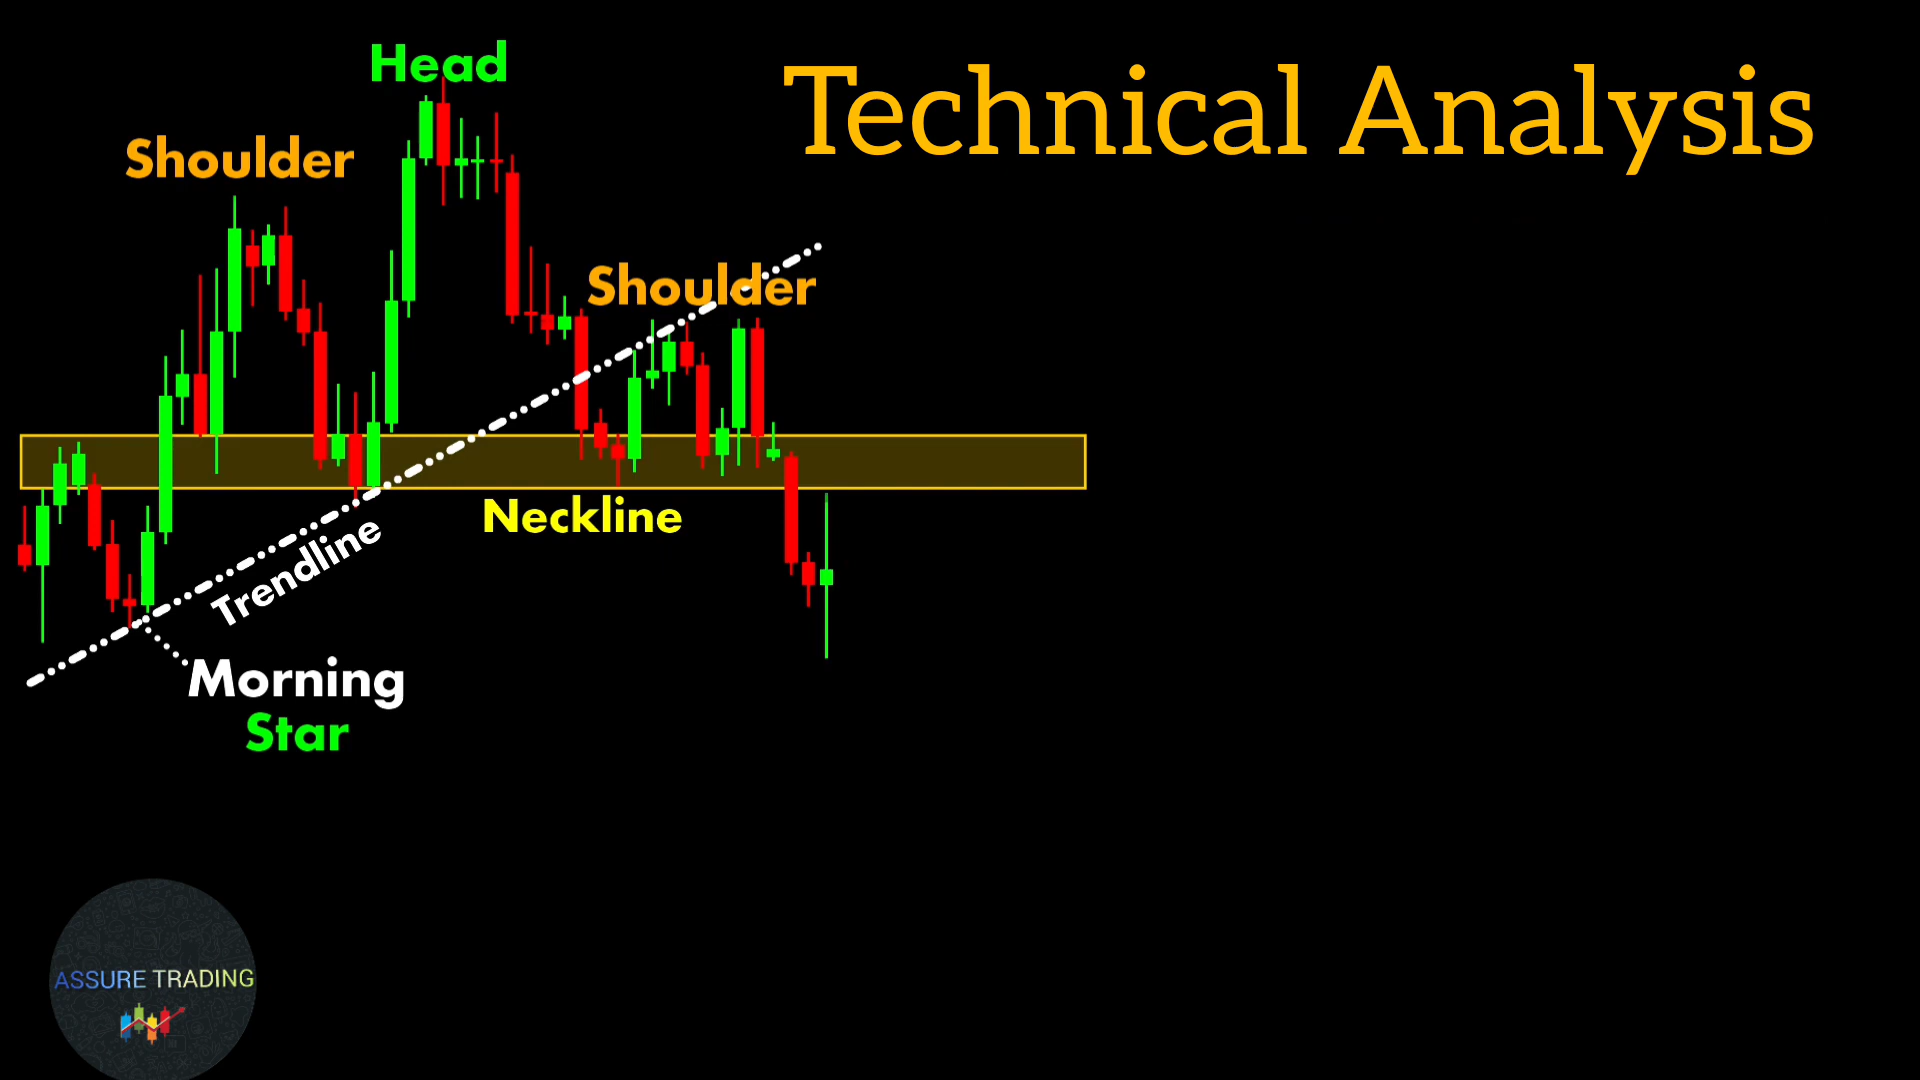 Head
Technical Analysis
Shoulder
Shoulder
Neckline
Trendline
Morning
Star
ASSURE TRADING